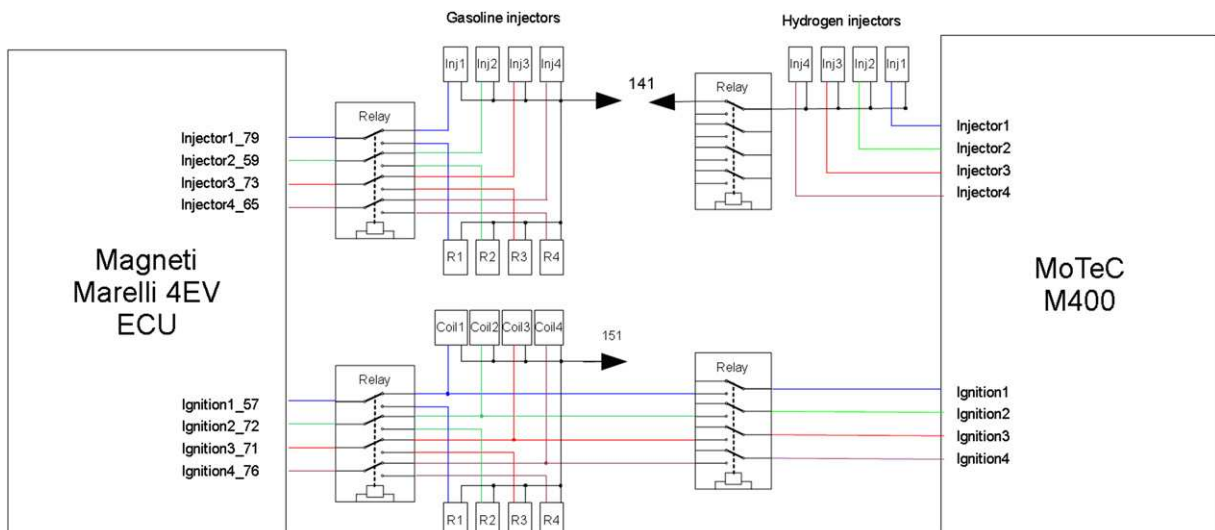 Gasoline injectors
Hydrogen injectors
Inj1 Inj2 Inj3 Inj4
141
Inj4 Inj3 Inj2 Inj1
Relay
Relay
Injector1_79
Injector2_59
Injector3_73
Injector4_65
Injector1
Injector2
Injector3
Injector4
R1 R2 R3 R4
Magneti
Marelli 4EV
ECU
MoTeC
M400
Coil1 Coil2 Coil3 Coil4
151
Relay
Relay
Ignition1_57
Ignition2_72
Ignition3_71
Ignition4_76
Ignition1
Ignition2
Ignition3
Ignition4
R1 R2 R3 R4